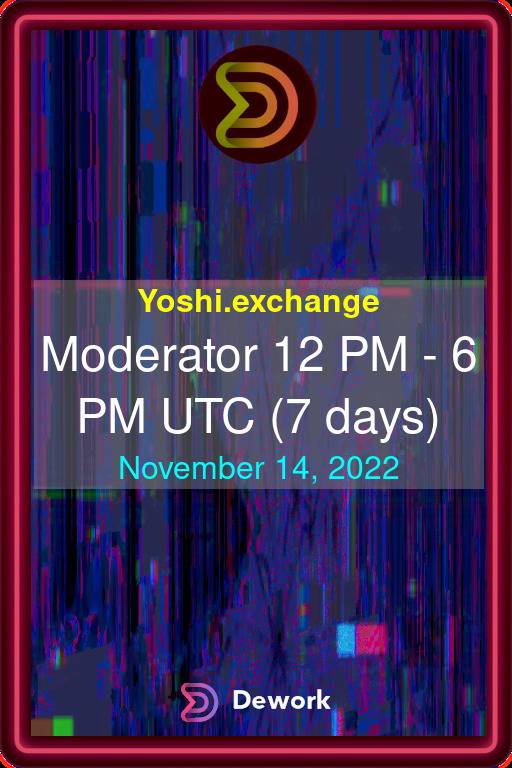 Yoshi.exchange
Moderator 12 PM - 6
PM UTC (7 days)
November 14, 2022
Dework